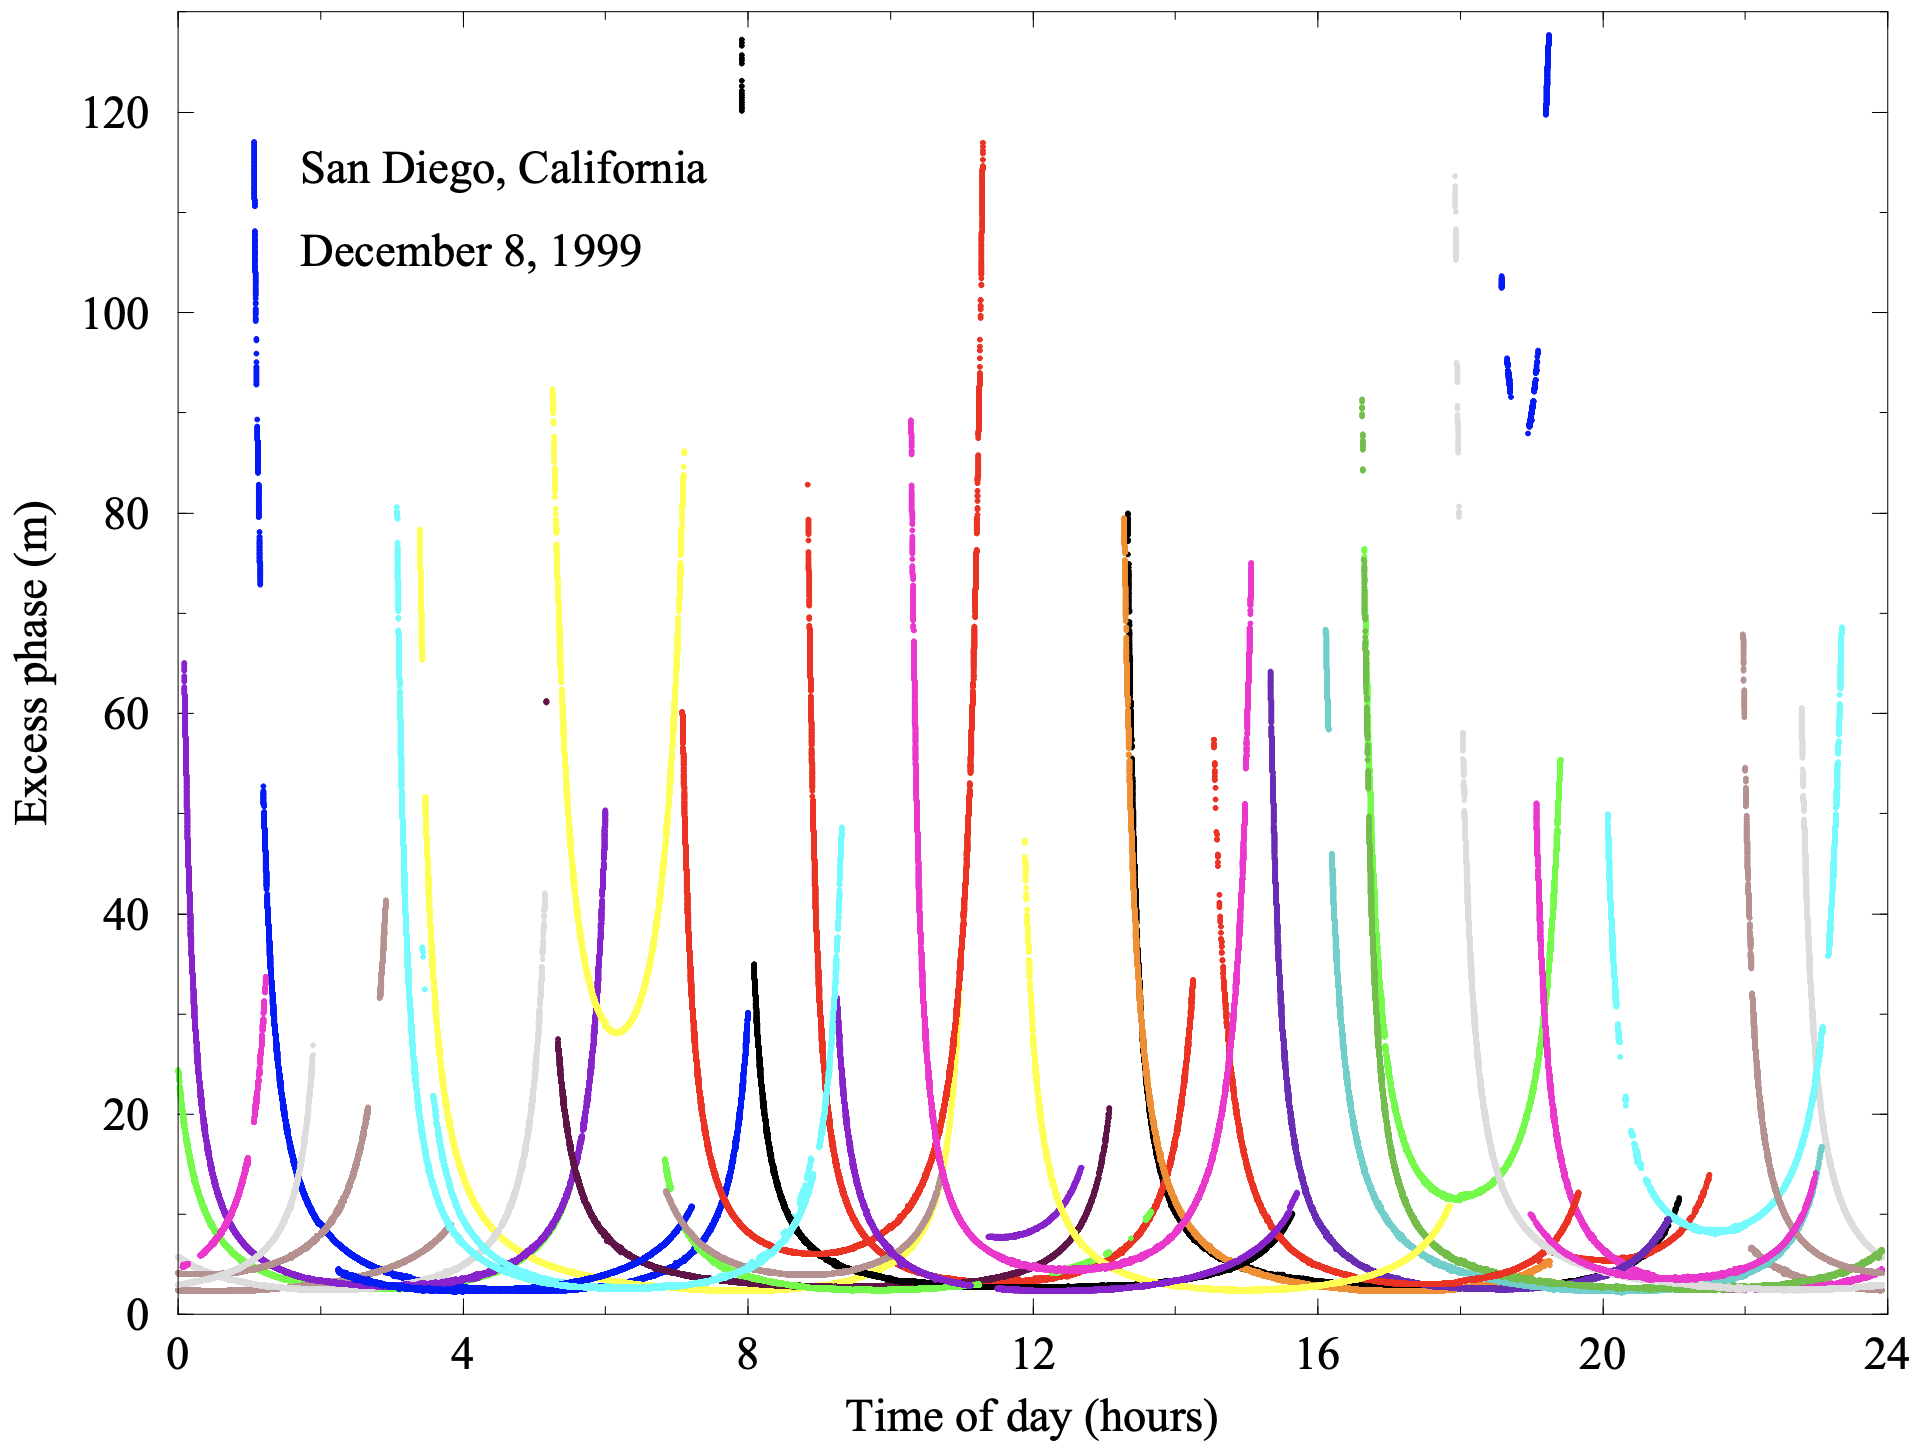 120
San Diego, California
December 8, 1999
100
80
60
40
20
0
Excess phase (m)
0 4 8 12 16 20 24
Time of day (hours)